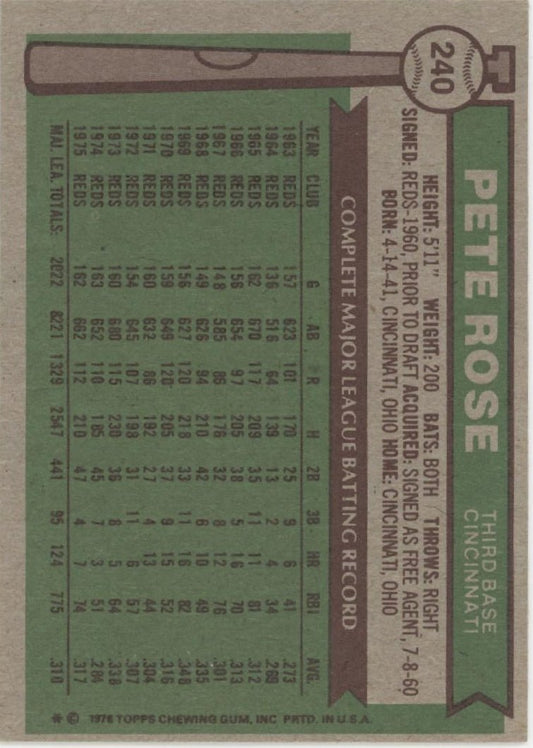 240
PETE ROSE
THIRD BASE
CINCINNATI
HEIGHT: 5'11" WEIGHT: 200 BATS: BOTH THROWS: RIGHT
SIGNED: REDS-1960, PRIOR TO DRAFT ACQUIRED: SIGNED AS FREE AGENT, 7-8-60
BORN: 4-14-41, CINCINNATI, OHIO HOME: CINCINNATI, OHIO
COMPLETE MAJOR LEAGUE BATTING RECORD
YEAR CLUB G AB R H 2B 3B HR RBI AVG.
1963 REDS 157 623 101 170 25 9 6 41 .273
1964 REDS 136 516 64 139 13 2 4 34 .269
1965 REDS 162 670 117 209 35 11 11 81 .312
1966 REDS 156 654 97 205 38 5 16 70 .313
1967 REDS 148 585 86 176 32 8 12 76 .301
1968 REDS 149 626 94 210 42 6 10 49 .335
1969 REDS 156 627 120 218 33 11 16 82 .348
1970 REDS 159 649 120 205 37 9 15 52 .316
1971 REDS 160 632 86 192 27 4 13 44 .304
1972 REDS 154 645 107 198 31 11 6 57 .307
1973 REDS 160 680 115 230 36 8 5 64 .338
1974 REDS 163 652 110 185 45 7 3 51 .284
1975 REDS 162 662 112 210 47 4 7 74 .317
MAJ. LEA. TOTALS: 2022 8221 1329 2547 441 95 124 775 .310
* © 1976 TOPPS CHEWING GUM, INC. PRTD. IN U.S.A.